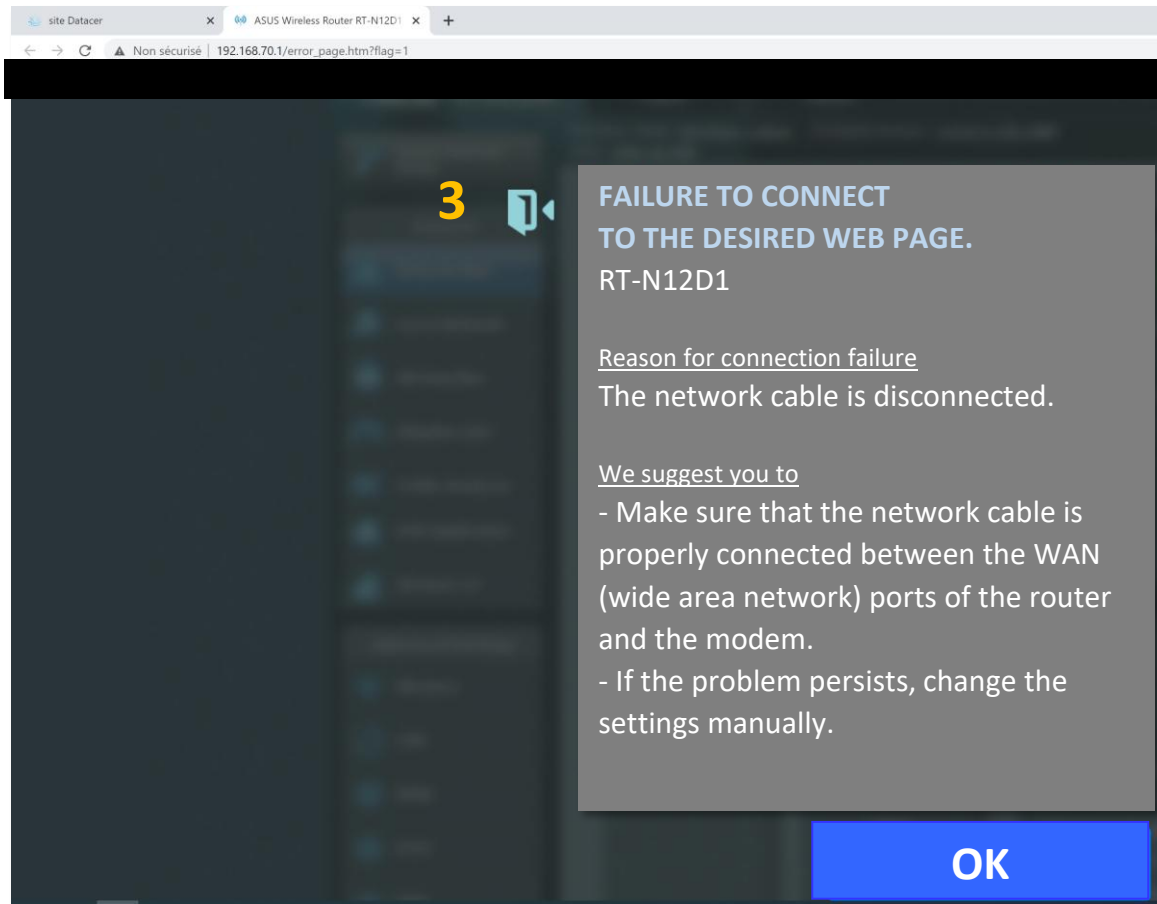 site Datacer
ASUS Wireless Router RT-N12D1
Non sécurisé | 192.168.70.1/error_page.htm?flag=1
3
FAILURE TO CONNECT
TO THE DESIRED WEB PAGE.
RT-N12D1
Reason for connection failure
The network cable is disconnected.
We suggest you to
- Make sure that the network cable is
properly connected between the WAN
(wide area network) ports of the router
and the modem.
- If the problem persists, change the
settings manually.
OK